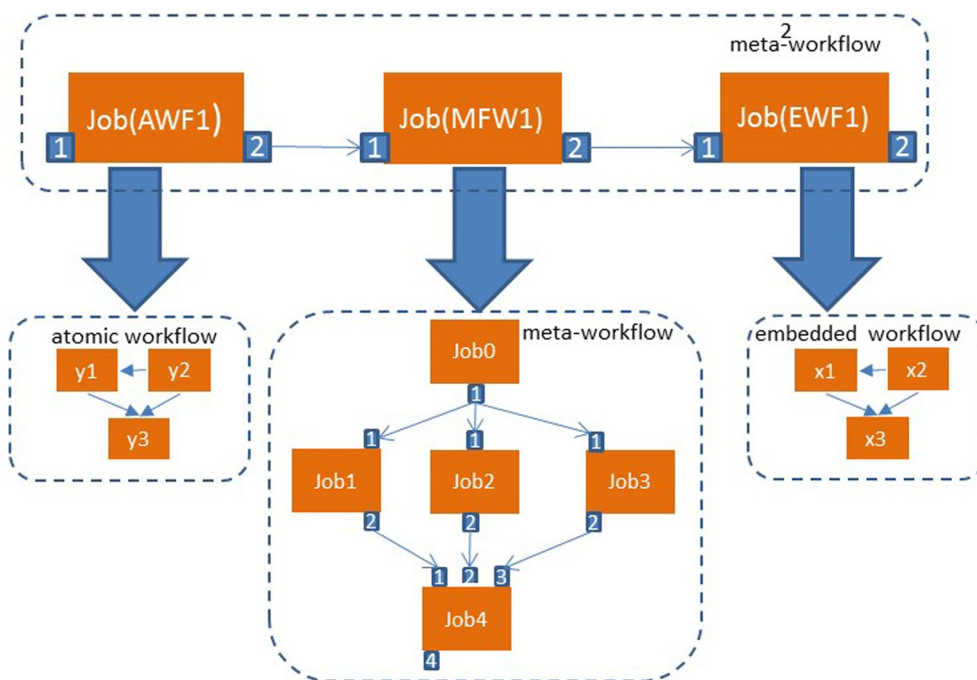 2
meta-workflow
Job(AWF1)
Job(MFW1)
Job(EWF1)
1
2
1
2
1
2
atomic workflow
y1
y2
y3
meta-workflow
Job0
1
1
1
1
Job1
Job2
Job3
2
2
2
1
2
3
Job4
4
embedded workflow
x1
x2
x3